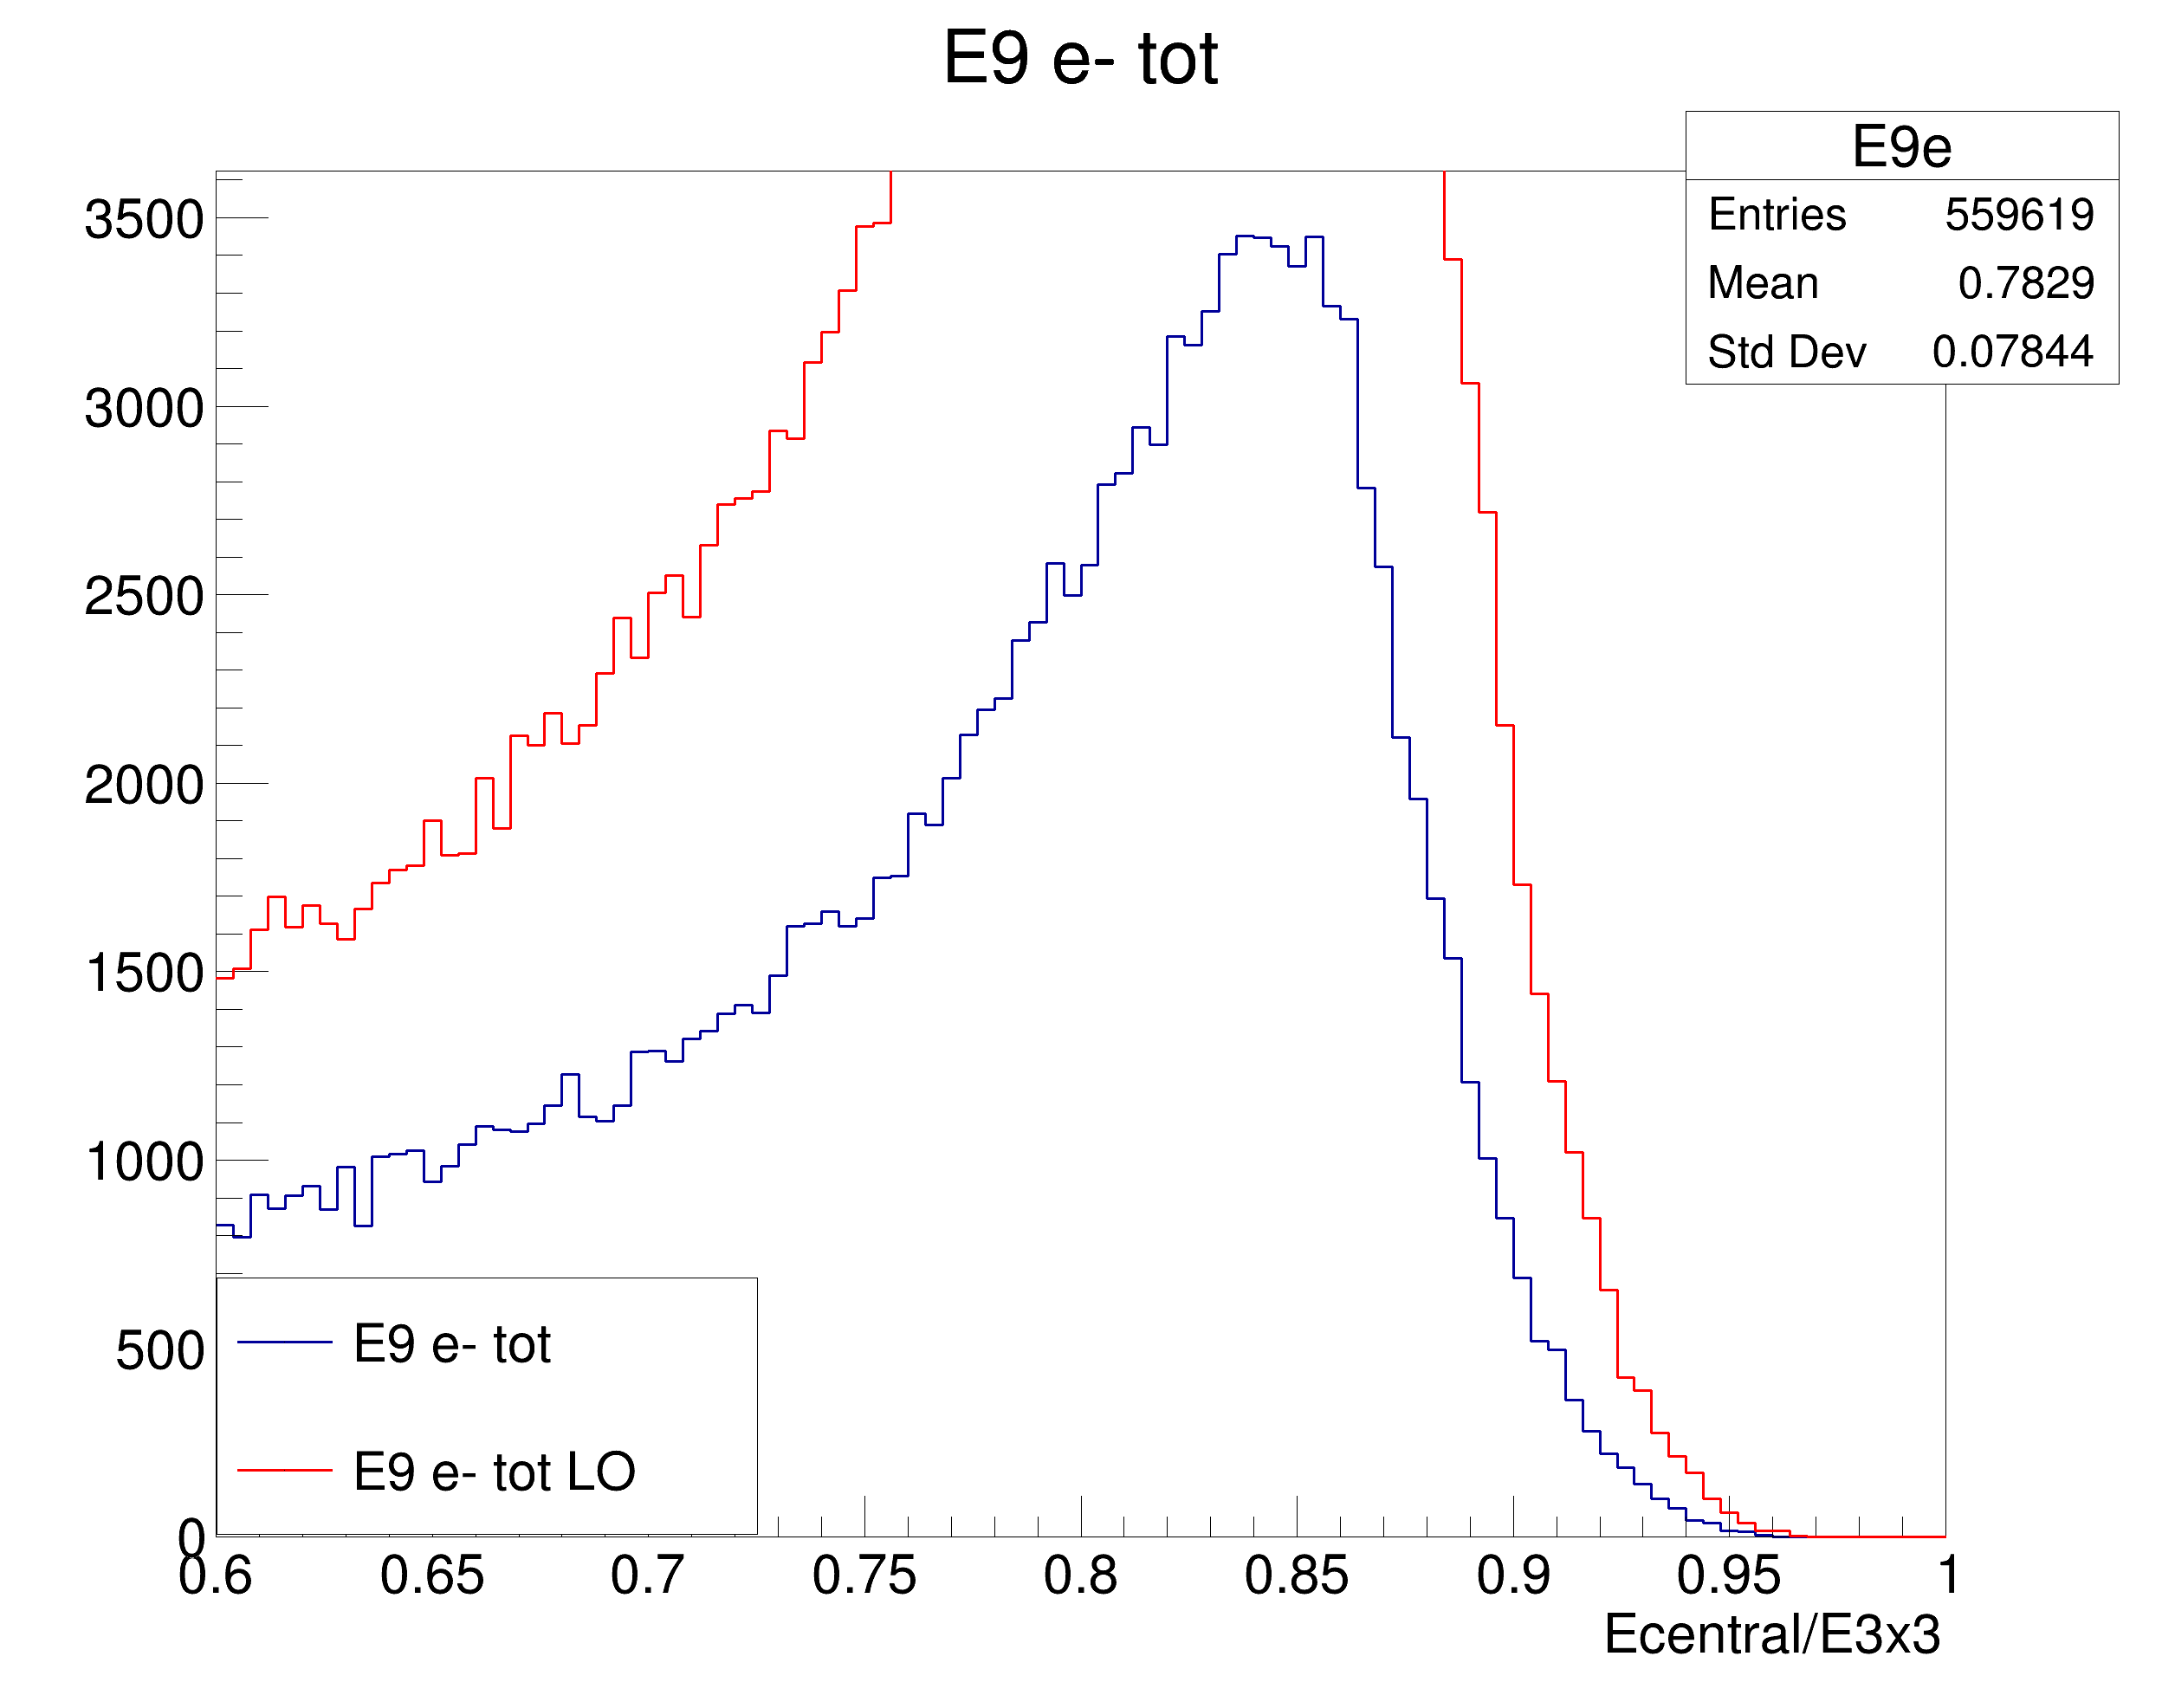 E9 e- tot
E9e
Entries 559619
Mean 0.7829
Std Dev 0.07844
3500
3000
2500
2000
1500
1000
500
0
E9 e- tot
E9 e- tot LO
0.6 0.65 0.7 0.75 0.8 0.85 0.9 0.95 1
Ecentral/E3x3